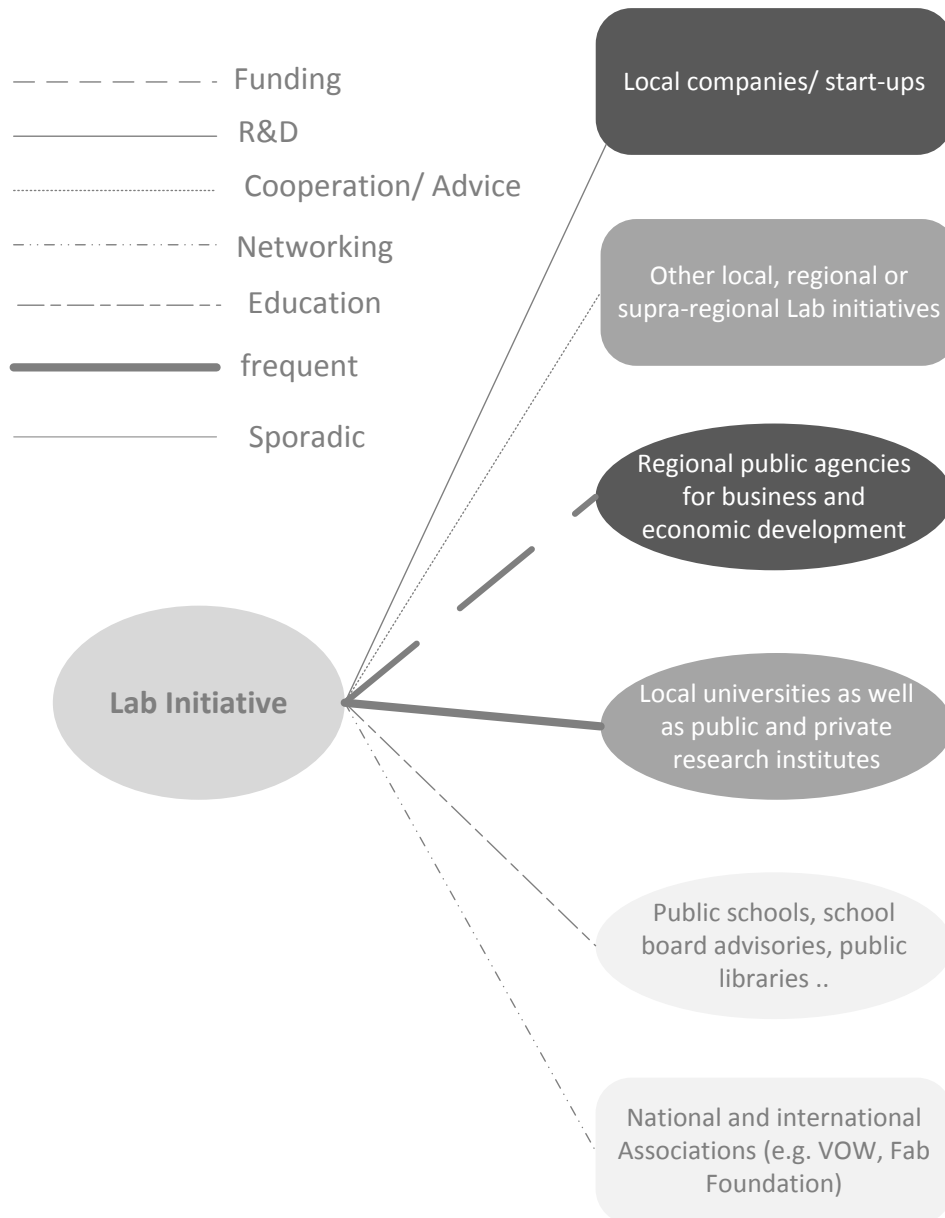 Funding
R&D
Cooperation/ Advice
Networking
Education
frequent
Sporadic
Local companies/ start-ups
Other local, regional or
supra-regional Lab initiatives
Regional public agencies
for business and
economic development
Lab Initiative
Local universities as well
as public and private
research institutes
Public schools, school
board advisories, public
libraries ..
National and international
Associations (e.g. VOW, Fab
Foundation)